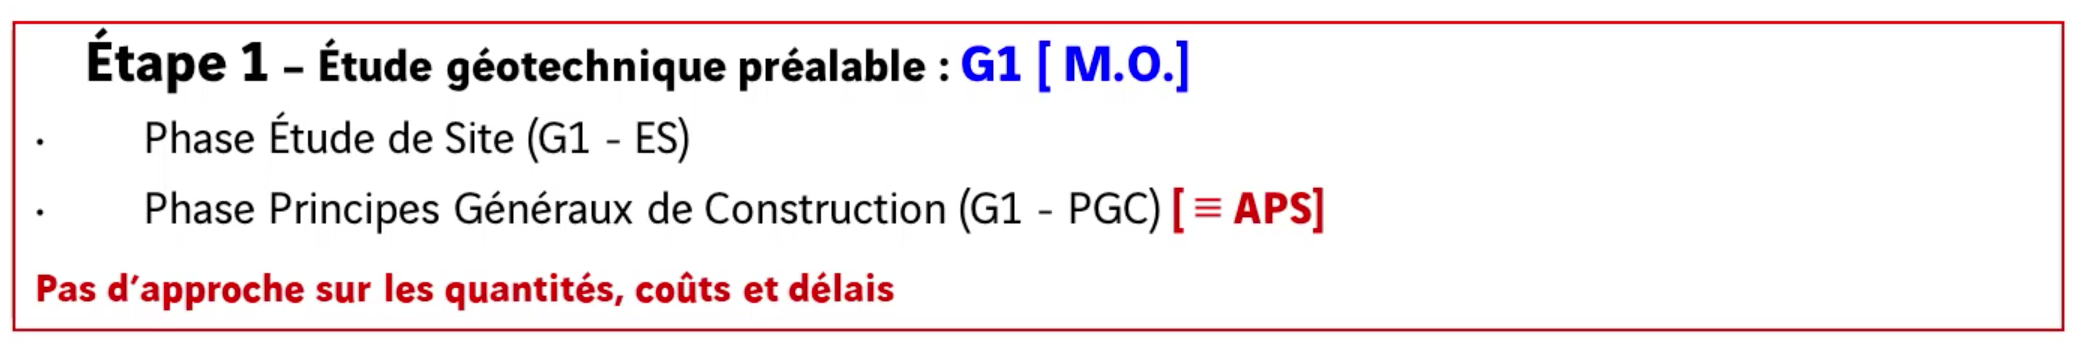 Étape 1 – Étude géotechnique préalable : G1 [ M.O.]
· Phase Étude de Site (G1 - ES)
· Phase Principes Généraux de Construction (G1 - PGC) [ ≡ APS]
Pas d’approche sur les quantités, coûts et délais